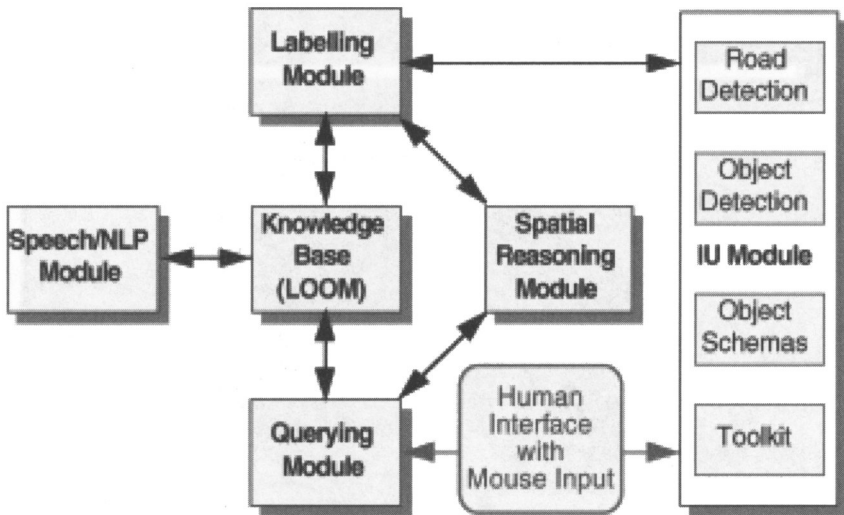 Labelling
Module
Road
Detection
Object
Detection
Speech/NLP
Module
Knowledge
Base
(LOOM)
Spatial
Reasoning
Module
IU Module
Object
Schemas
Querying
Module
Human
Interface
with
Mouse Input
Toolkit